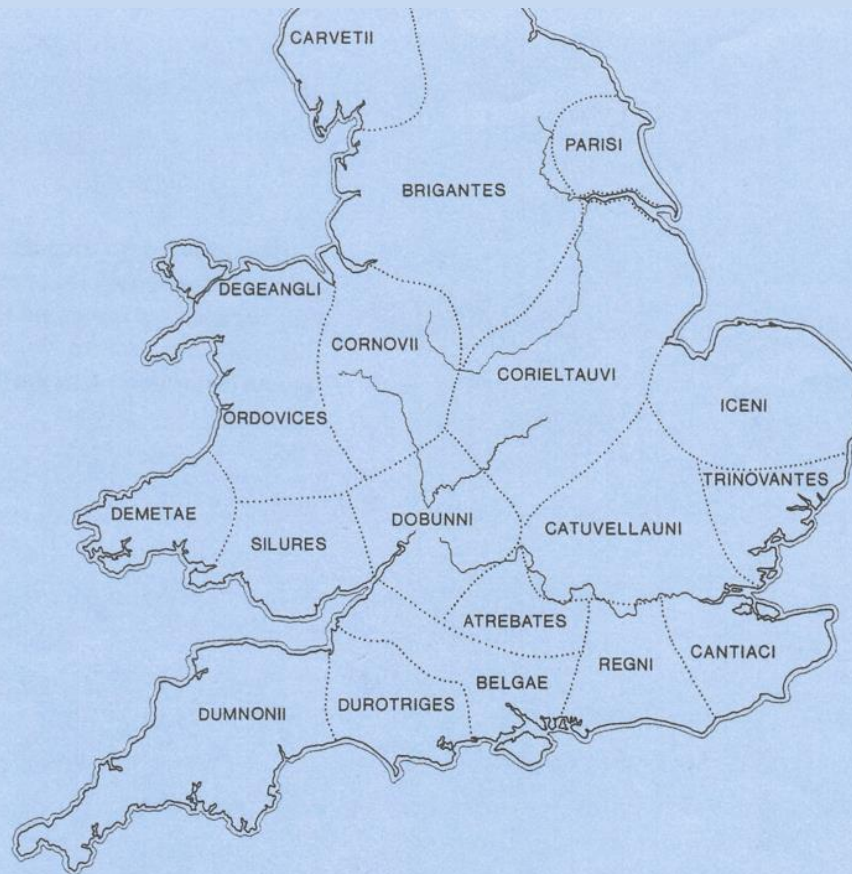 CARVETII
PARISI
BRIGANTES
DEGEANGLI
CORNOVII
CORIELTAUVI
ICENI
ORDOVICES
TRINOVANTES
DEMETAE
DOBUNNI
CATUVELLAUNI
SILURES
ATREBATES
CANTIACI
REGNI
BELGAE
DUROTRIGES
DUMNONII